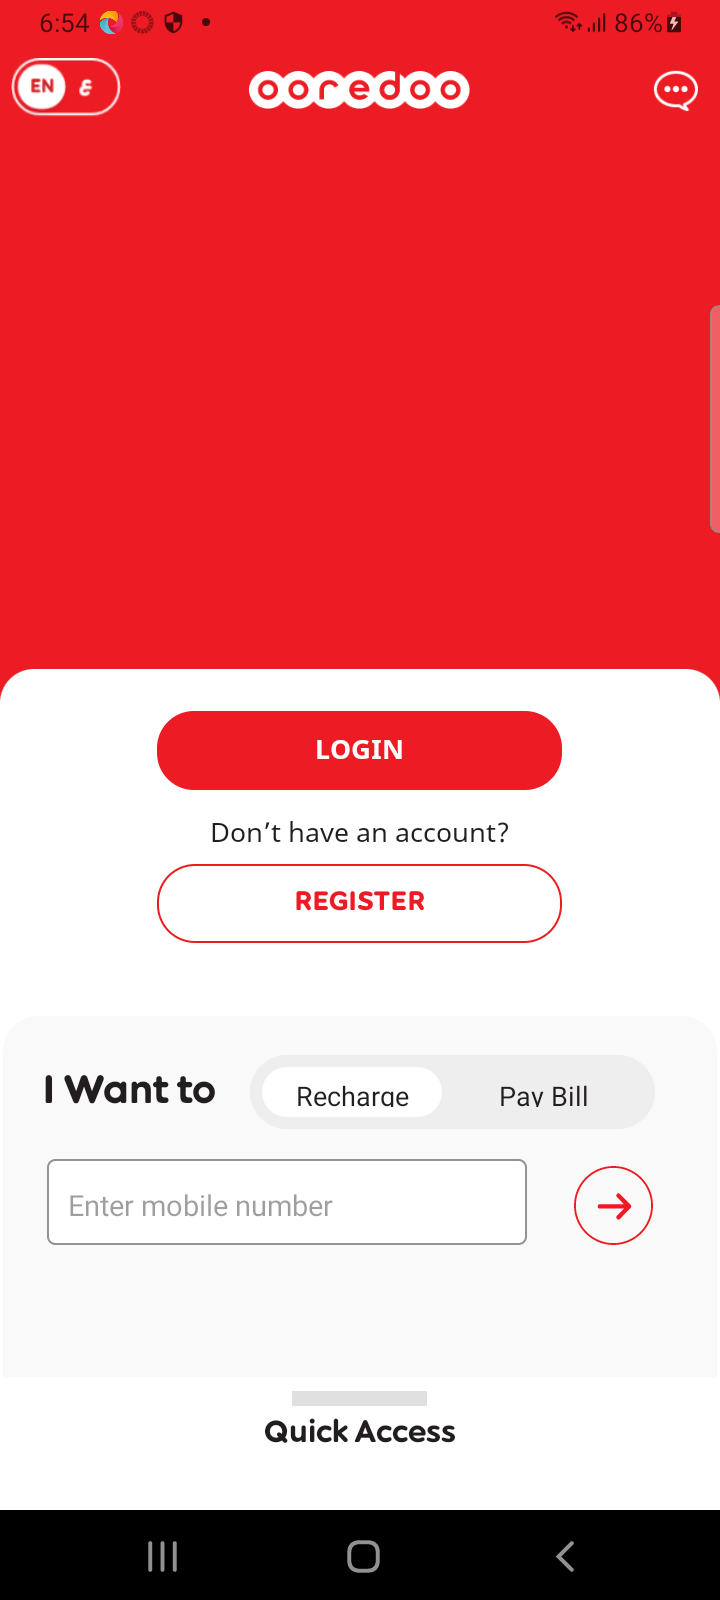 6:54
86%
EN ع
ooredoo
LOGIN
Don’t have an account?
REGISTER
I Want to
Recharge
Pay Bill
Enter mobile number
Quick Access